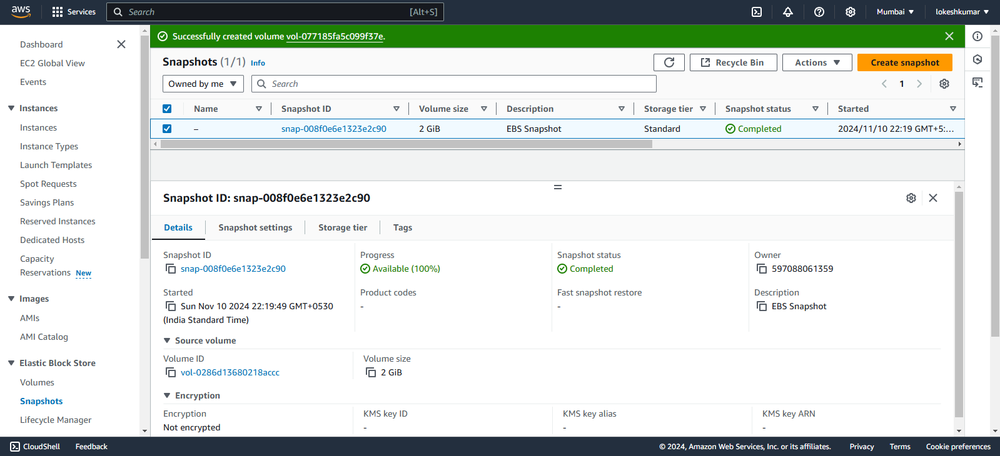 aws Services Search [Alt+S] Mumbai lokeshkumar
Dashboard
EC2 Global View
Events
Instances
Instances
Instance Types
Launch Templates
Spot Requests
Savings Plans
Reserved Instances
Dedicated Hosts
Capacity
Reservations New
Images
AMIs
AMI Catalog
Elastic Block Store
Volumes
Snapshots
Lifecycle Manager
Successfully created volume vol-077185fa5c099f37e.
Snapshots (1/1) Info Recycle Bin Actions Create snapshot
Owned by me Search 1
Name Snapshot ID Volume size Description Storage tier Snapshot status Started
– snap-008f0e6e1323e2c90 2 GiB EBS Snapshot Standard Completed 2024/11/10 22:19 GMT+5:...
Snapshot ID: snap-008f0e6e1323e2c90
Details Snapshot settings Storage tier Tags
Snapshot ID Progress Snapshot status Owner
snap-008f0e6e1323e2c90 Available (100%) Completed 597088061359
Started Product codes Fast snapshot restore Description
Sun Nov 10 2024 22:19:49 GMT+0530 - - EBS Snapshot
(India Standard Time)
Source volume
Volume ID Volume size
vol-0286d13680218accc 2 GiB
Encryption
Encryption KMS key ID KMS key alias KMS key ARN
Not encrypted - - -
CloudShell Feedback © 2024, Amazon Web Services, Inc. or its affiliates. Privacy Terms Cookie preferences